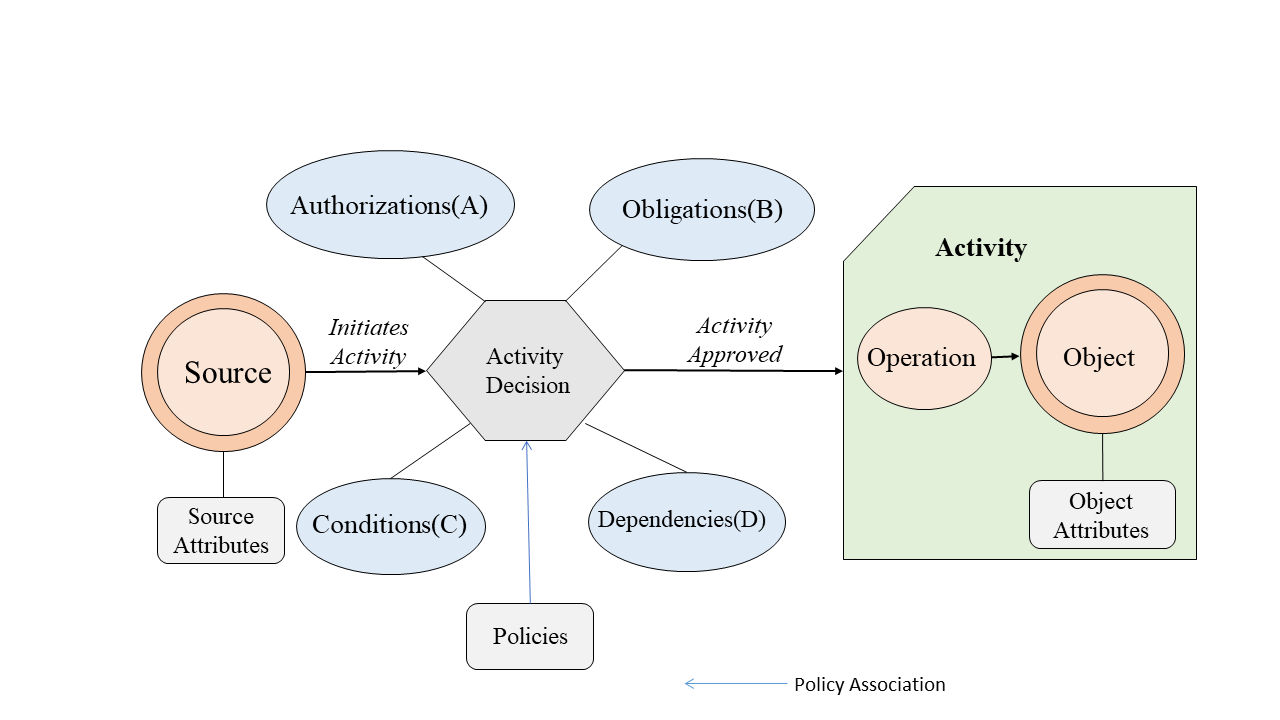 Authorizations(A)
Obligations(B)
Activity
Initiates
Activity
Activity
Approved
Source
Activity
Decision
Operation
Object
Source
Attributes
Conditions(C)
Dependencies(D)
Object
Attributes
Policies
Policy Association